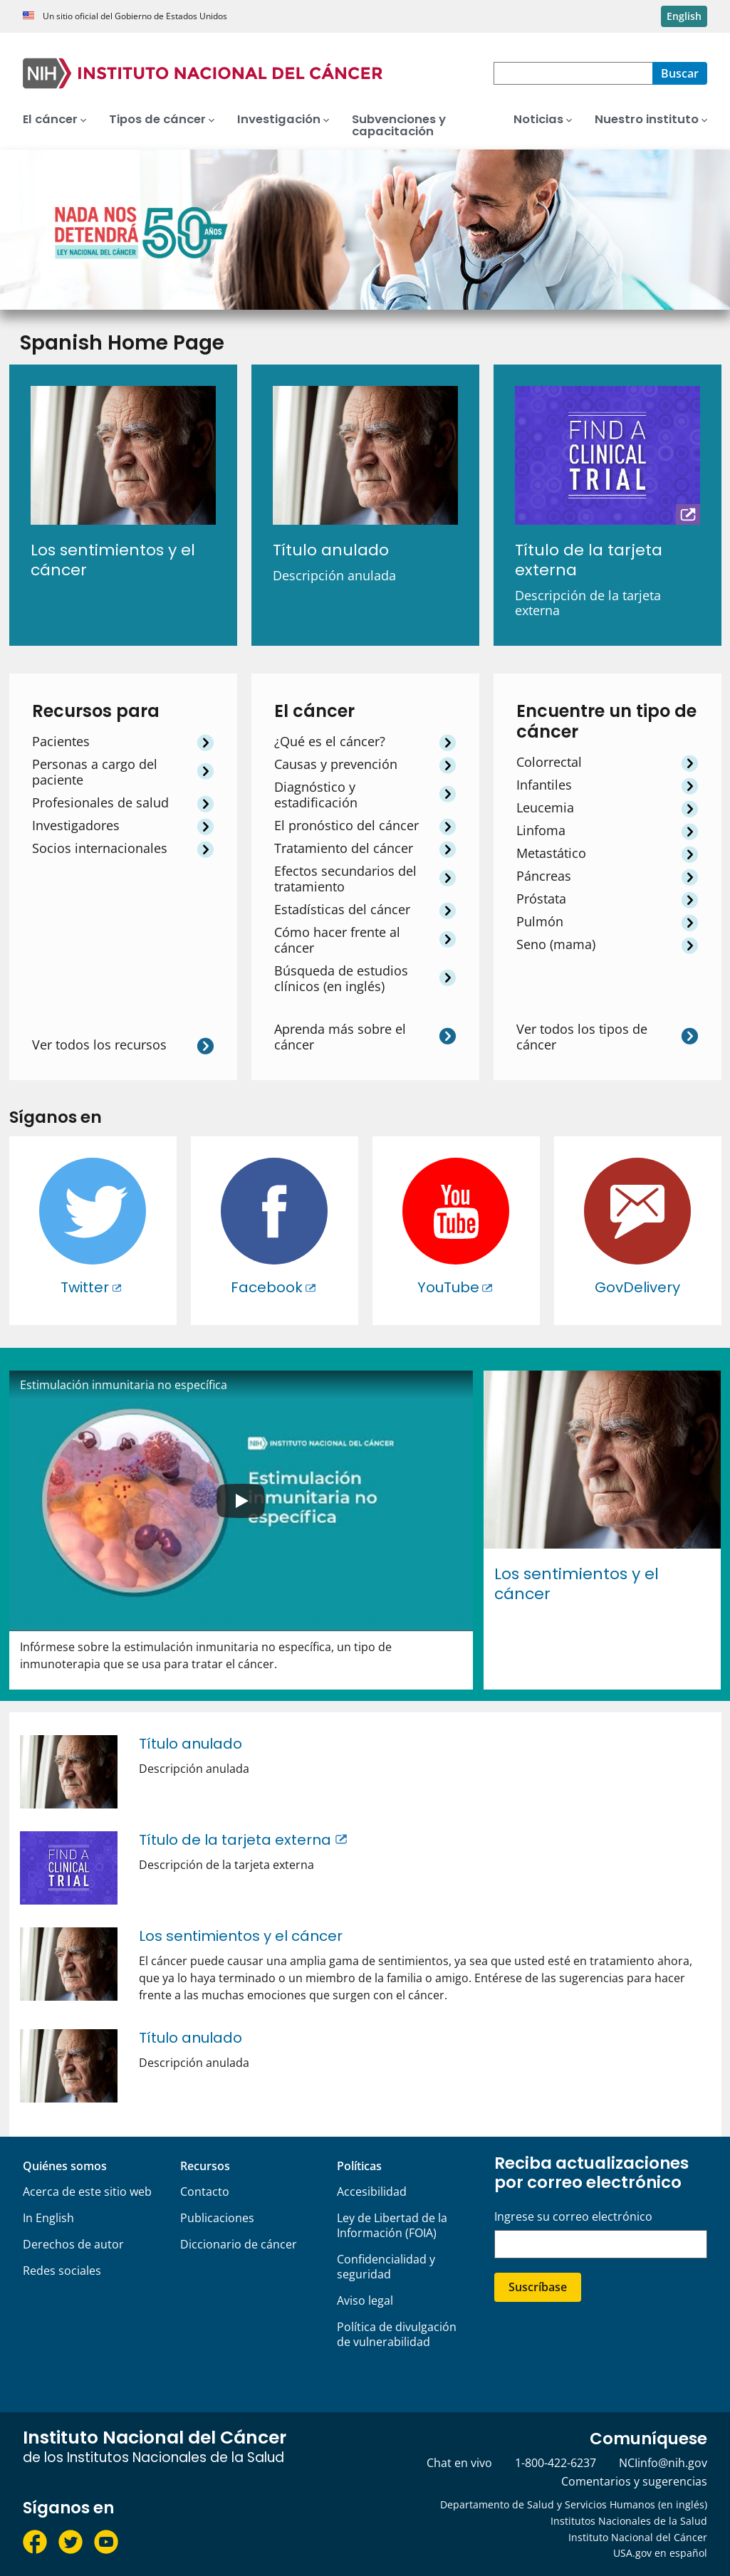 Un sitio oficial del Gobierno de Estados Unidos
English
NIH INSTITUTO NACIONAL DEL CÁNCER
Buscar
El cáncer
Tipos de cáncer
Investigación
Subvenciones y
capacitación
Noticias
Nuestro instituto
NADA NOS
DETENDRÁ
LEY NACIONAL DEL CÁNCER
50 AÑOS
Spanish Home Page
Los sentimientos y el
cáncer
Título anulado
Descripción anulada
FIND A
CLINICAL
TRIAL
Título de la tarjeta
externa
Descripción de la tarjeta
externa
Recursos para
Pacientes
Personas a cargo del
paciente
Profesionales de salud
Investigadores
Socios internacionales
Ver todos los recursos
El cáncer
¿Qué es el cáncer?
Causas y prevención
Diagnóstico y
estadificación
El pronóstico del cáncer
Tratamiento del cáncer
Efectos secundarios del
tratamiento
Estadísticas del cáncer
Cómo hacer frente al
cáncer
Búsqueda de estudios
clínicos (en inglés)
Aprenda más sobre el
cáncer
Encuentre un tipo de
cáncer
Colorrectal
Infantiles
Leucemia
Linfoma
Metastático
Páncreas
Próstata
Pulmón
Seno (mama)
Ver todos los tipos de
cáncer
Síganos en
Twitter
Facebook
You
Tube
YouTube
GovDelivery
Estimulación inmunitaria no específica
NIH INSTITUTO NACIONAL DEL CÁNCER
Estimulación
inmunitaria no
específica
Infórmese sobre la estimulación inmunitaria no específica, un tipo de
inmunoterapia que se usa para tratar el cáncer.
Los sentimientos y el
cáncer
Título anulado
Descripción anulada
FIND A
CLINICAL
TRIAL
Título de la tarjeta externa
Descripción de la tarjeta externa
Los sentimientos y el cáncer
El cáncer puede causar una amplia gama de sentimientos, ya sea que usted esté en tratamiento ahora,
que ya lo haya terminado o un miembro de la familia o amigo. Entérese de las sugerencias para hacer
frente a las muchas emociones que surgen con el cáncer.
Título anulado
Descripción anulada
Quiénes somos
Acerca de este sitio web
In English
Derechos de autor
Redes sociales
Recursos
Contacto
Publicaciones
Diccionario de cáncer
Políticas
Accesibilidad
Ley de Libertad de la
Información (FOIA)
Confidencialidad y
seguridad
Aviso legal
Política de divulgación
de vulnerabilidad
Reciba actualizaciones
por correo electrónico
Ingrese su correo electrónico
Suscríbase
Instituto Nacional del Cáncer
de los Institutos Nacionales de la Salud
Síganos en
Comuníquese
Chat en vivo
1-800-422-6237
NCIinfo@nih.gov
Comentarios y sugerencias
Departamento de Salud y Servicios Humanos (en inglés)
Institutos Nacionales de la Salud
Instituto Nacional del Cáncer
USA.gov en español